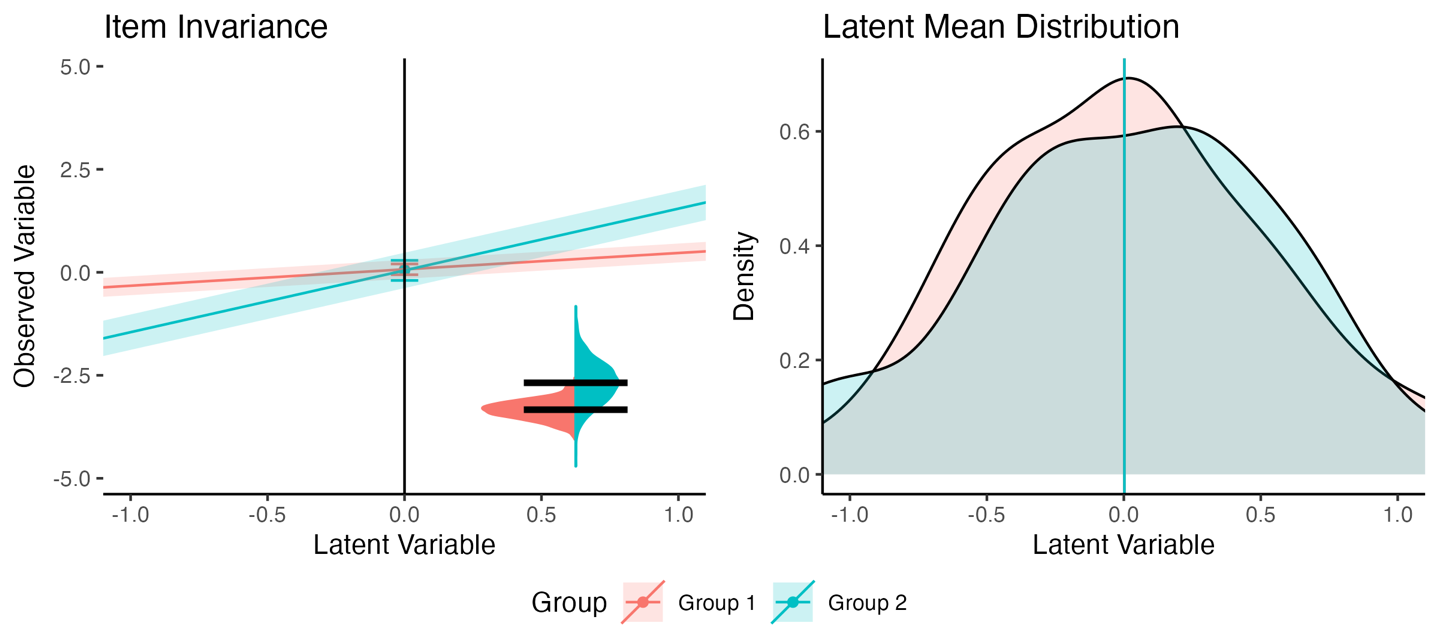 Item Invariance
Observed Variable
5.0
2.5
0.0
-2.5
-5.0
-1.0 -0.5 0.0 0.5 1.0
Latent Variable
Latent Mean Distribution
Density
0.6
0.4
0.2
0.0
-1.0 -0.5 0.0 0.5 1.0
Latent Variable
Group Group 1 Group 2